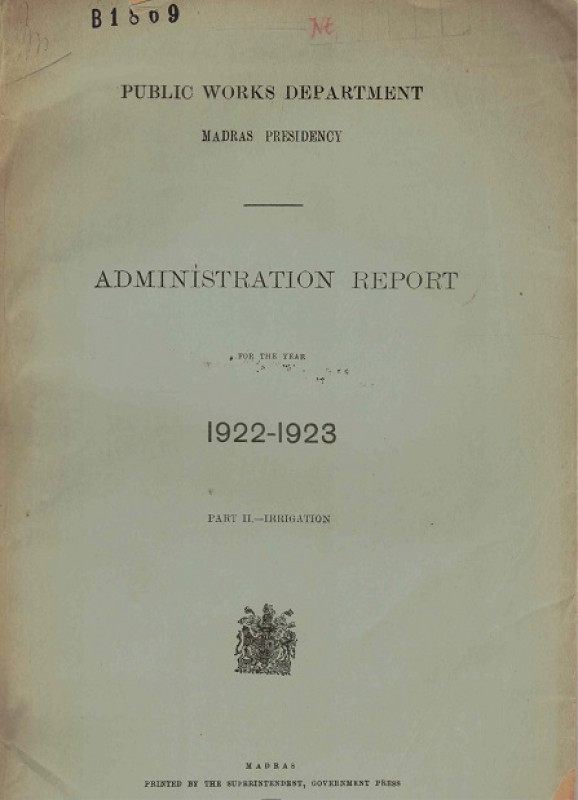 B1869
PUBLIC WORKS DEPARTMENT
MADRAS PRESIDENCY
ADMINISTRATION REPORT
FOR THE YEAR
1922-1923
PART II.—IRRIGATION
MADRAS
PRINTED BY THE SUPERINTENDENT, GOVERNMENT PRESS